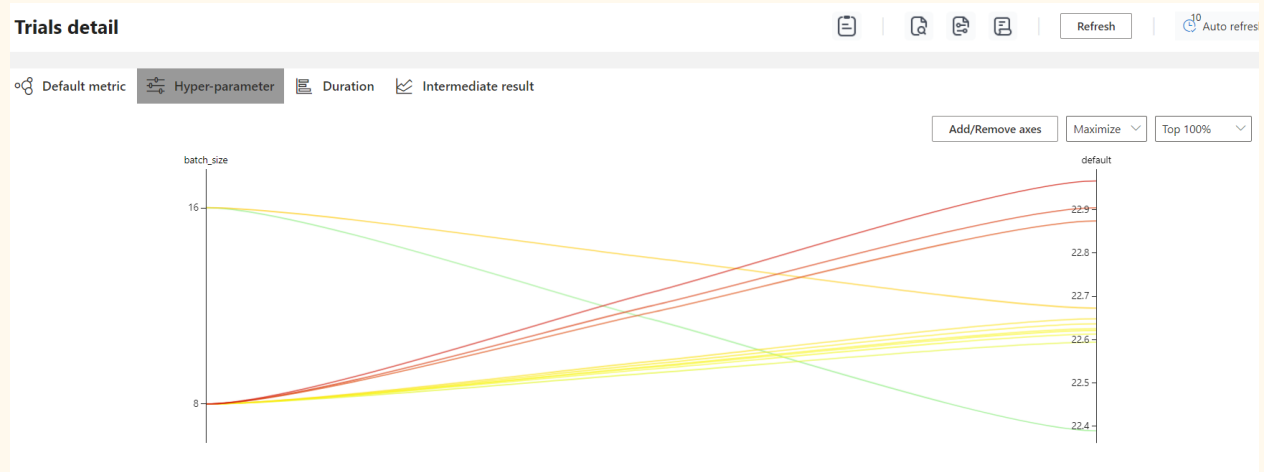 Trials detail
Refresh
10
Auto refres
Default metric
Hyper-parameter
Duration
Intermediate result
Add/Remove axes
Maximize
Top 100%
batch_size
default
16
8
22.9
22.8
22.7
22.6
22.5
22.4